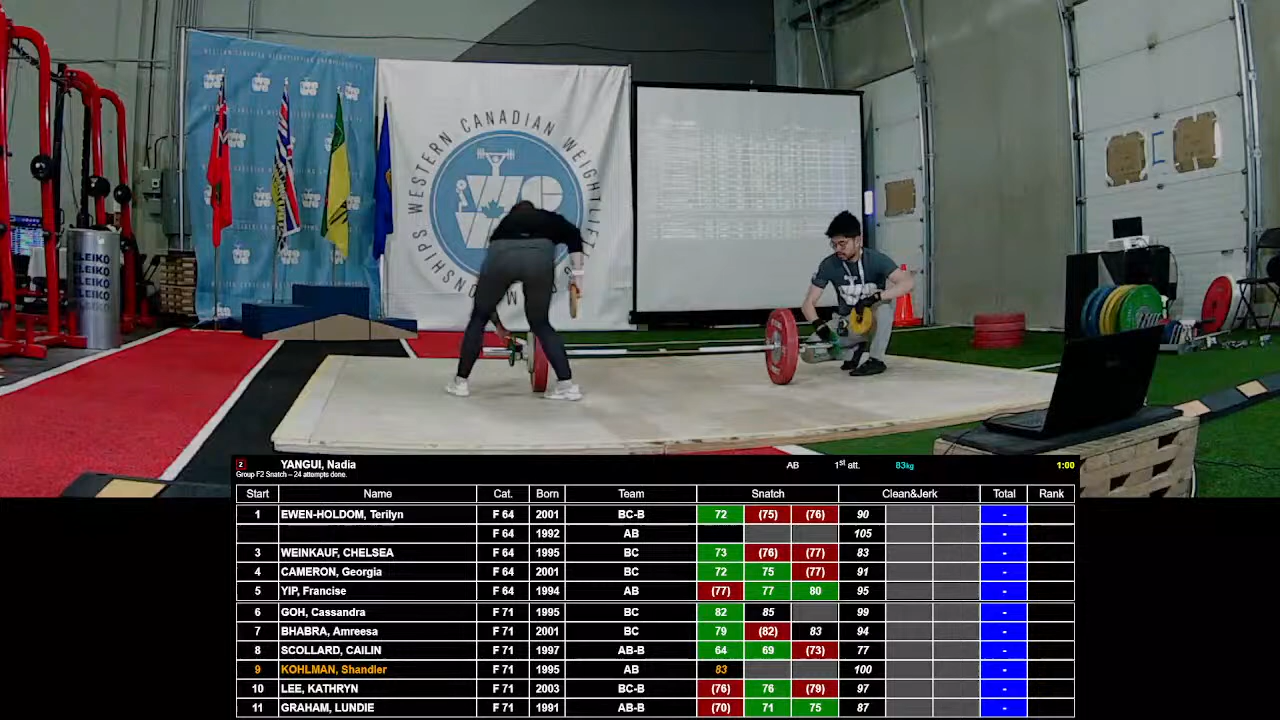 WESTERN CANADIAN WEIGHTLIFTING
ELEIKO
ELEIKO
ELEIKO
ELEIKO
C
2 YANGUI, Nadia AB 1st att. 83kg 1:00
Group F2 Snatch – 24 attempts done.
Start Name Cat. Born Team Snatch Clean&Jerk Total Rank
1 EWEN-HOLDOM, Terilyn F 64 2001 BC-B 72 (75) (76) 90 -
F 64 1992 AB 105 -
3 WEINKAUF, CHELSEA F 64 1995 BC 73 (76) (77) 83 -
4 CAMERON, Georgia F 64 2001 BC 72 75 (77) 91 -
5 YIP, Francise F 64 1994 AB (77) 77 80 95 -
6 GOH, Cassandra F 71 1995 BC 82 85 99 -
7 BHABRA, Amreesa F 71 2001 BC 79 (82) 83 94 -
8 SCOLLARD, CAILIN F 71 1997 AB-B 64 69 (73) 77 -
9 KOHLMAN, Shandler F 71 1995 AB 83 100 -
10 LEE, KATHRYN F 71 2003 BC-B (76) 76 (79) 97 -
11 GRAHAM, LUNDIE F 71 1991 AB-B (70) 71 75 87 -